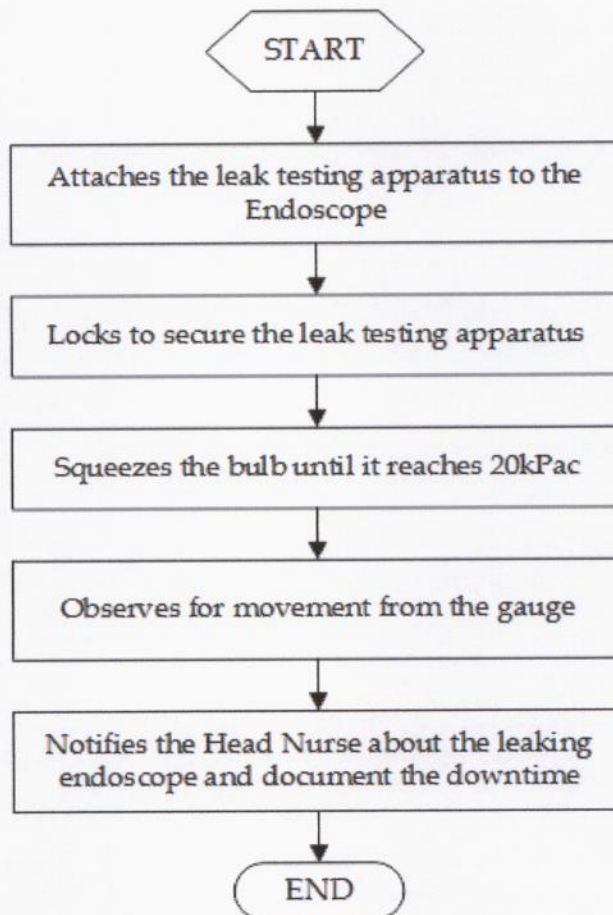 START
Attaches the leak testing apparatus to the
Endoscope
Locks to secure the leak testing apparatus
Squeezes the bulb until it reaches 20kPac
Observes for movement from the gauge
Notifies the Head Nurse about the leaking
endoscope and document the downtime
END